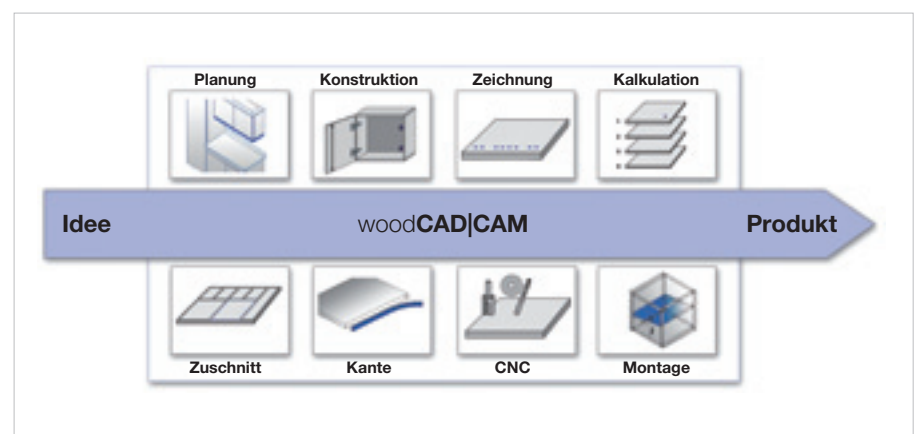 Planung Konstruktion Zeichnung Kalkulation
Idee woodCAD|CAM Produkt
Zuschnitt Kante CNC Montage